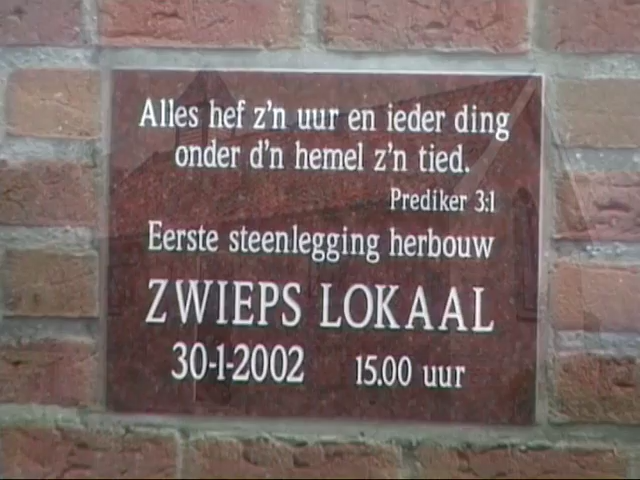 Alles hef z'n uur en ieder ding
onder d'n hemel z'n tied.
Prediker 3:1
Eerste steenlegging herbouw
ZWIEPS LOKAAL
30-1-2002 15.00 uur